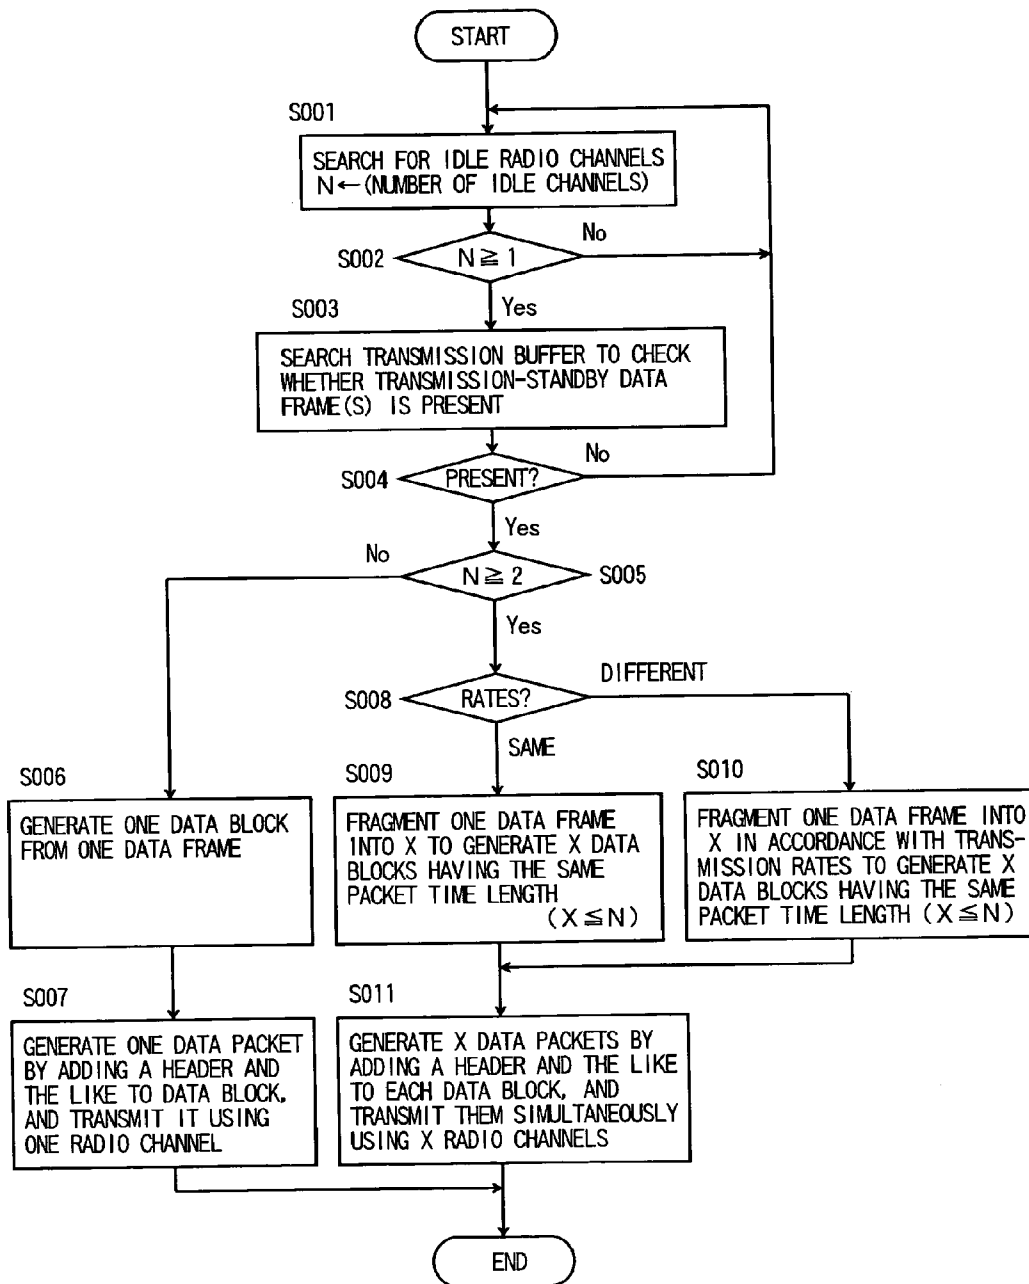 START
S001
SEARCH FOR IDLE RADIO CHANNELS
N←(NUMBER OF IDLE CHANNELS)
S002
N≧1
No
Yes
S003
SEARCH TRANSMISSION BUFFER TO CHECK
WHETHER TRANSMISSION-STANDBY DATA
FRAME(S) IS PRESENT
S004
PRESENT?
No
Yes
No
N≧2
S005
Yes
S008
RATES?
DIFFERENT
SAME
S006
GENERATE ONE DATA BLOCK
FROM ONE DATA FRAME
S009
FRAGMENT ONE DATA FRAME
INTO X TO GENERATE X DATA
BLOCKS HAVING THE SAME
PACKET TIME LENGTH
(X≦N)
S010
FRAGMENT ONE DATA FRAME INTO
X IN ACCORDANCE WITH TRANS-
MISSION RATES TO GENERATE X
DATA BLOCKS HAVING THE SAME
PACKET TIME LENGTH (X≦N)
S007
GENERATE ONE DATA PACKET
BY ADDING A HEADER AND
THE LIKE TO DATA BLOCK,
AND TRANSMIT IT USING
ONE RADIO CHANNEL
S011
GENERATE X DATA PACKETS BY
ADDING A HEADER AND THE LIKE
TO EACH DATA BLOCK, AND
TRANSMIT THEM SIMULTANEOUSLY
USING X RADIO CHANNELS
END